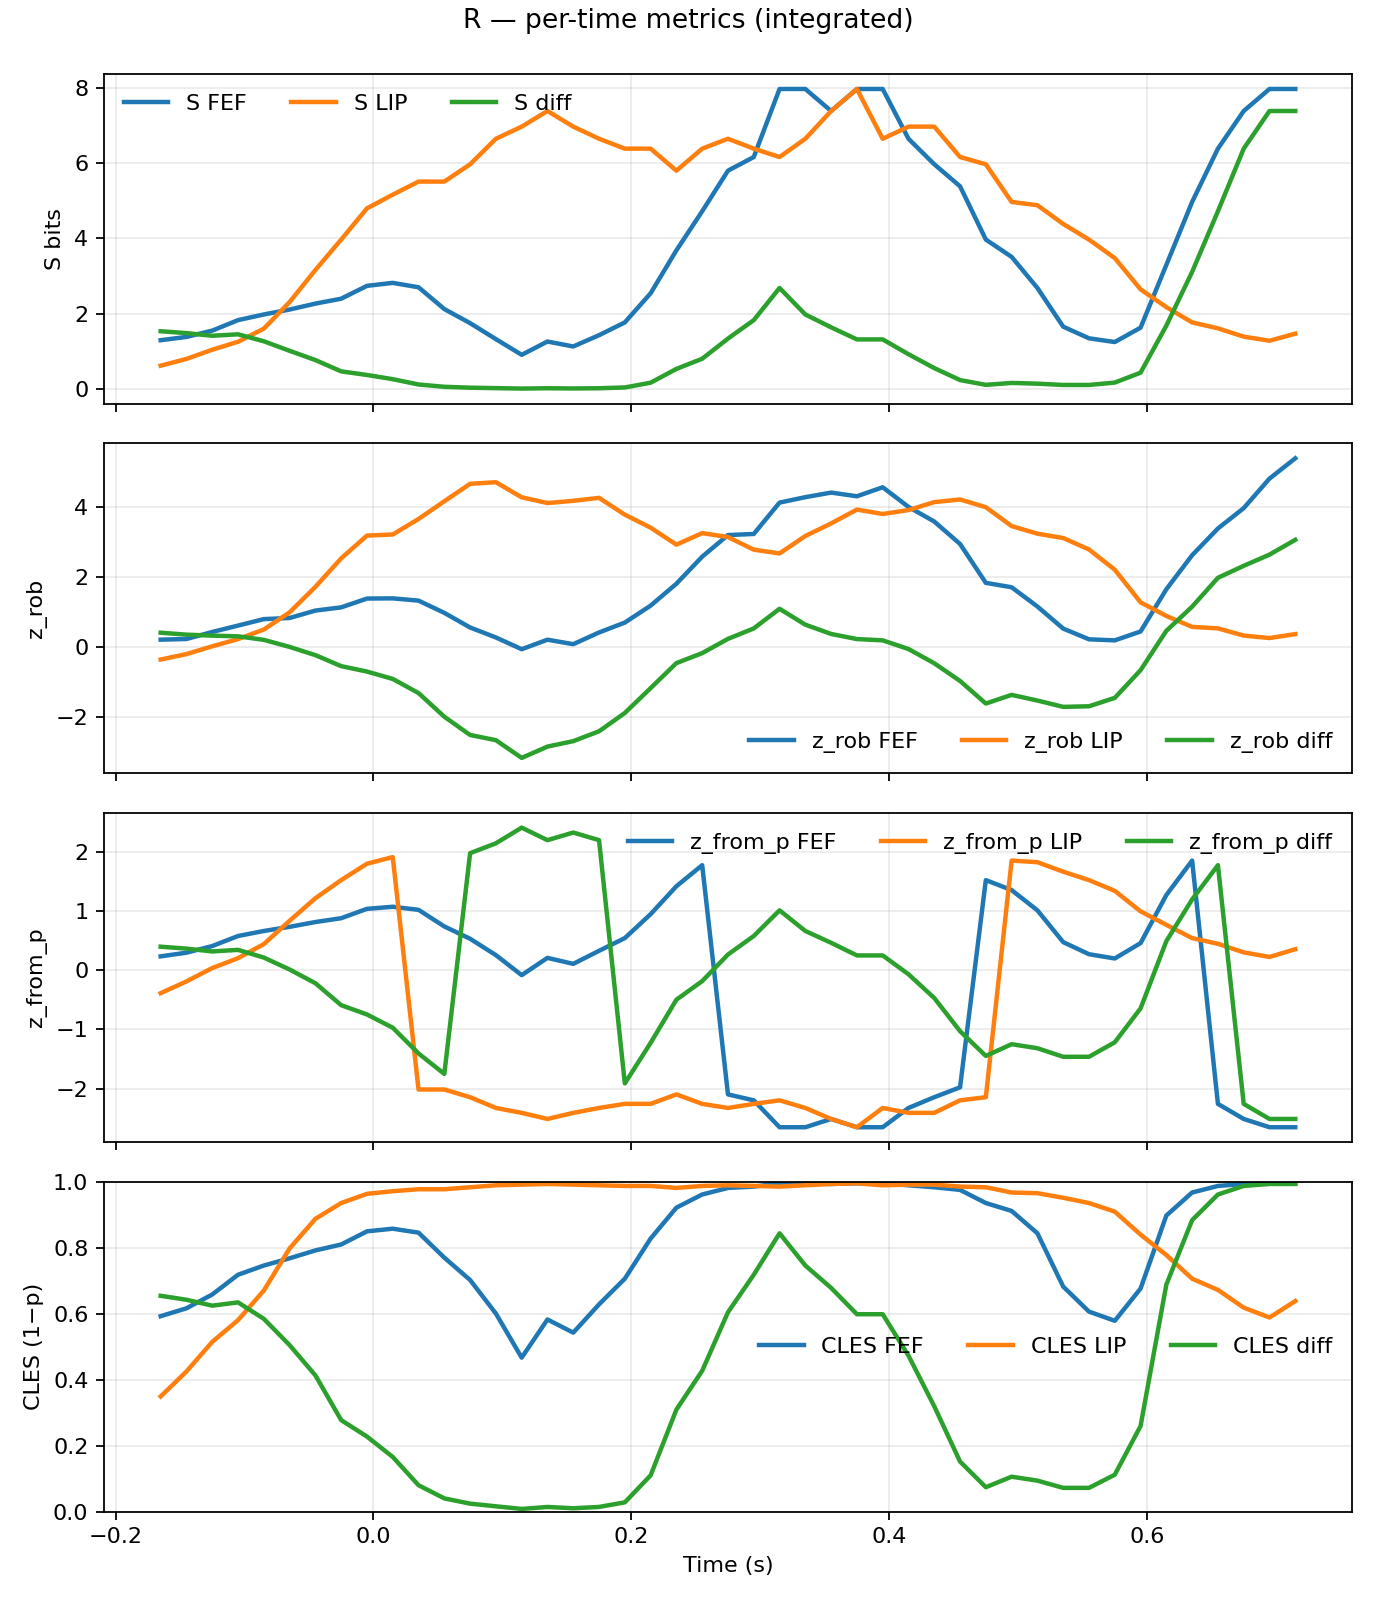 R — per-time metrics (integrated)
8
6
4
2
0
S bits
S FEF S LIP S diff
4
2
0
−2
z_rob
z_rob FEF z_rob LIP z_rob diff
2
1
0
−1
−2
z_from_p
z_from_p FEF z_from_p LIP z_from_p diff
1.0
0.8
0.6
0.4
0.2
0.0
CLES (1−p)
CLES FEF CLES LIP CLES diff
−0.2 0.0 0.2 0.4 0.6
Time (s)